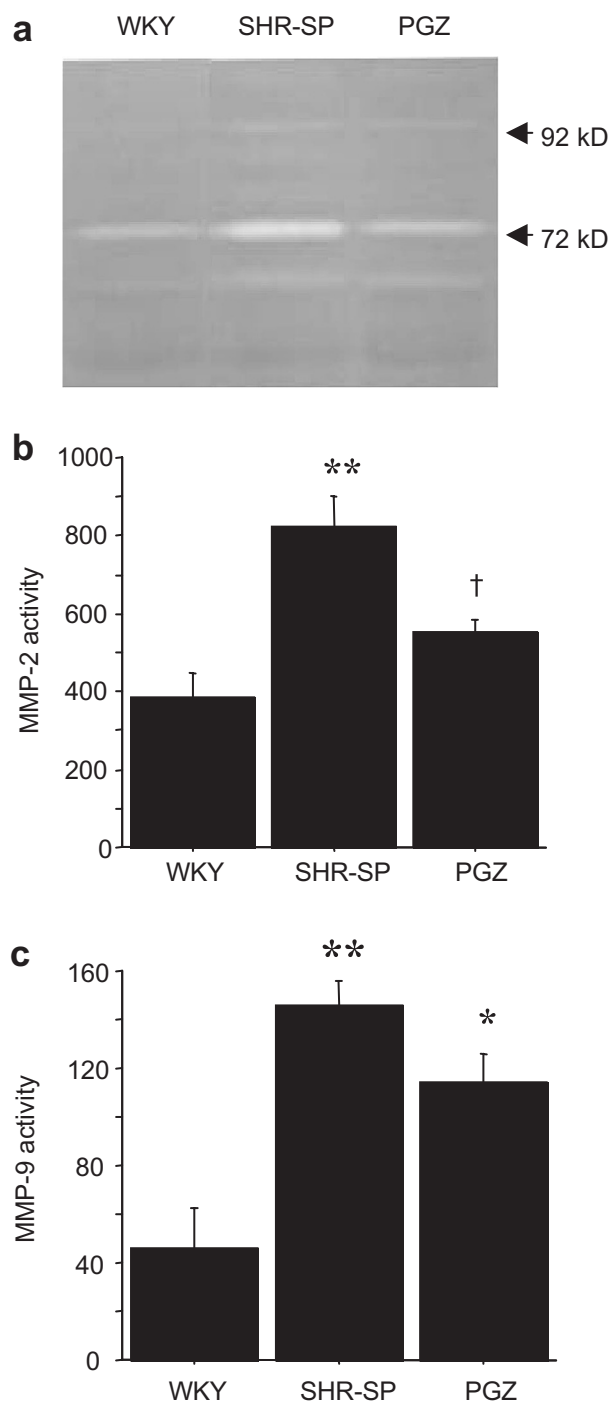 a
WKY SHR-SP PGZ
92 kD
72 kD
b
MMP-2 activity
1000
800
600
400
200
0
**
†
WKY SHR-SP PGZ
c
MMP-9 activity
160
120
80
40
0
**
*
WKY SHR-SP PGZ